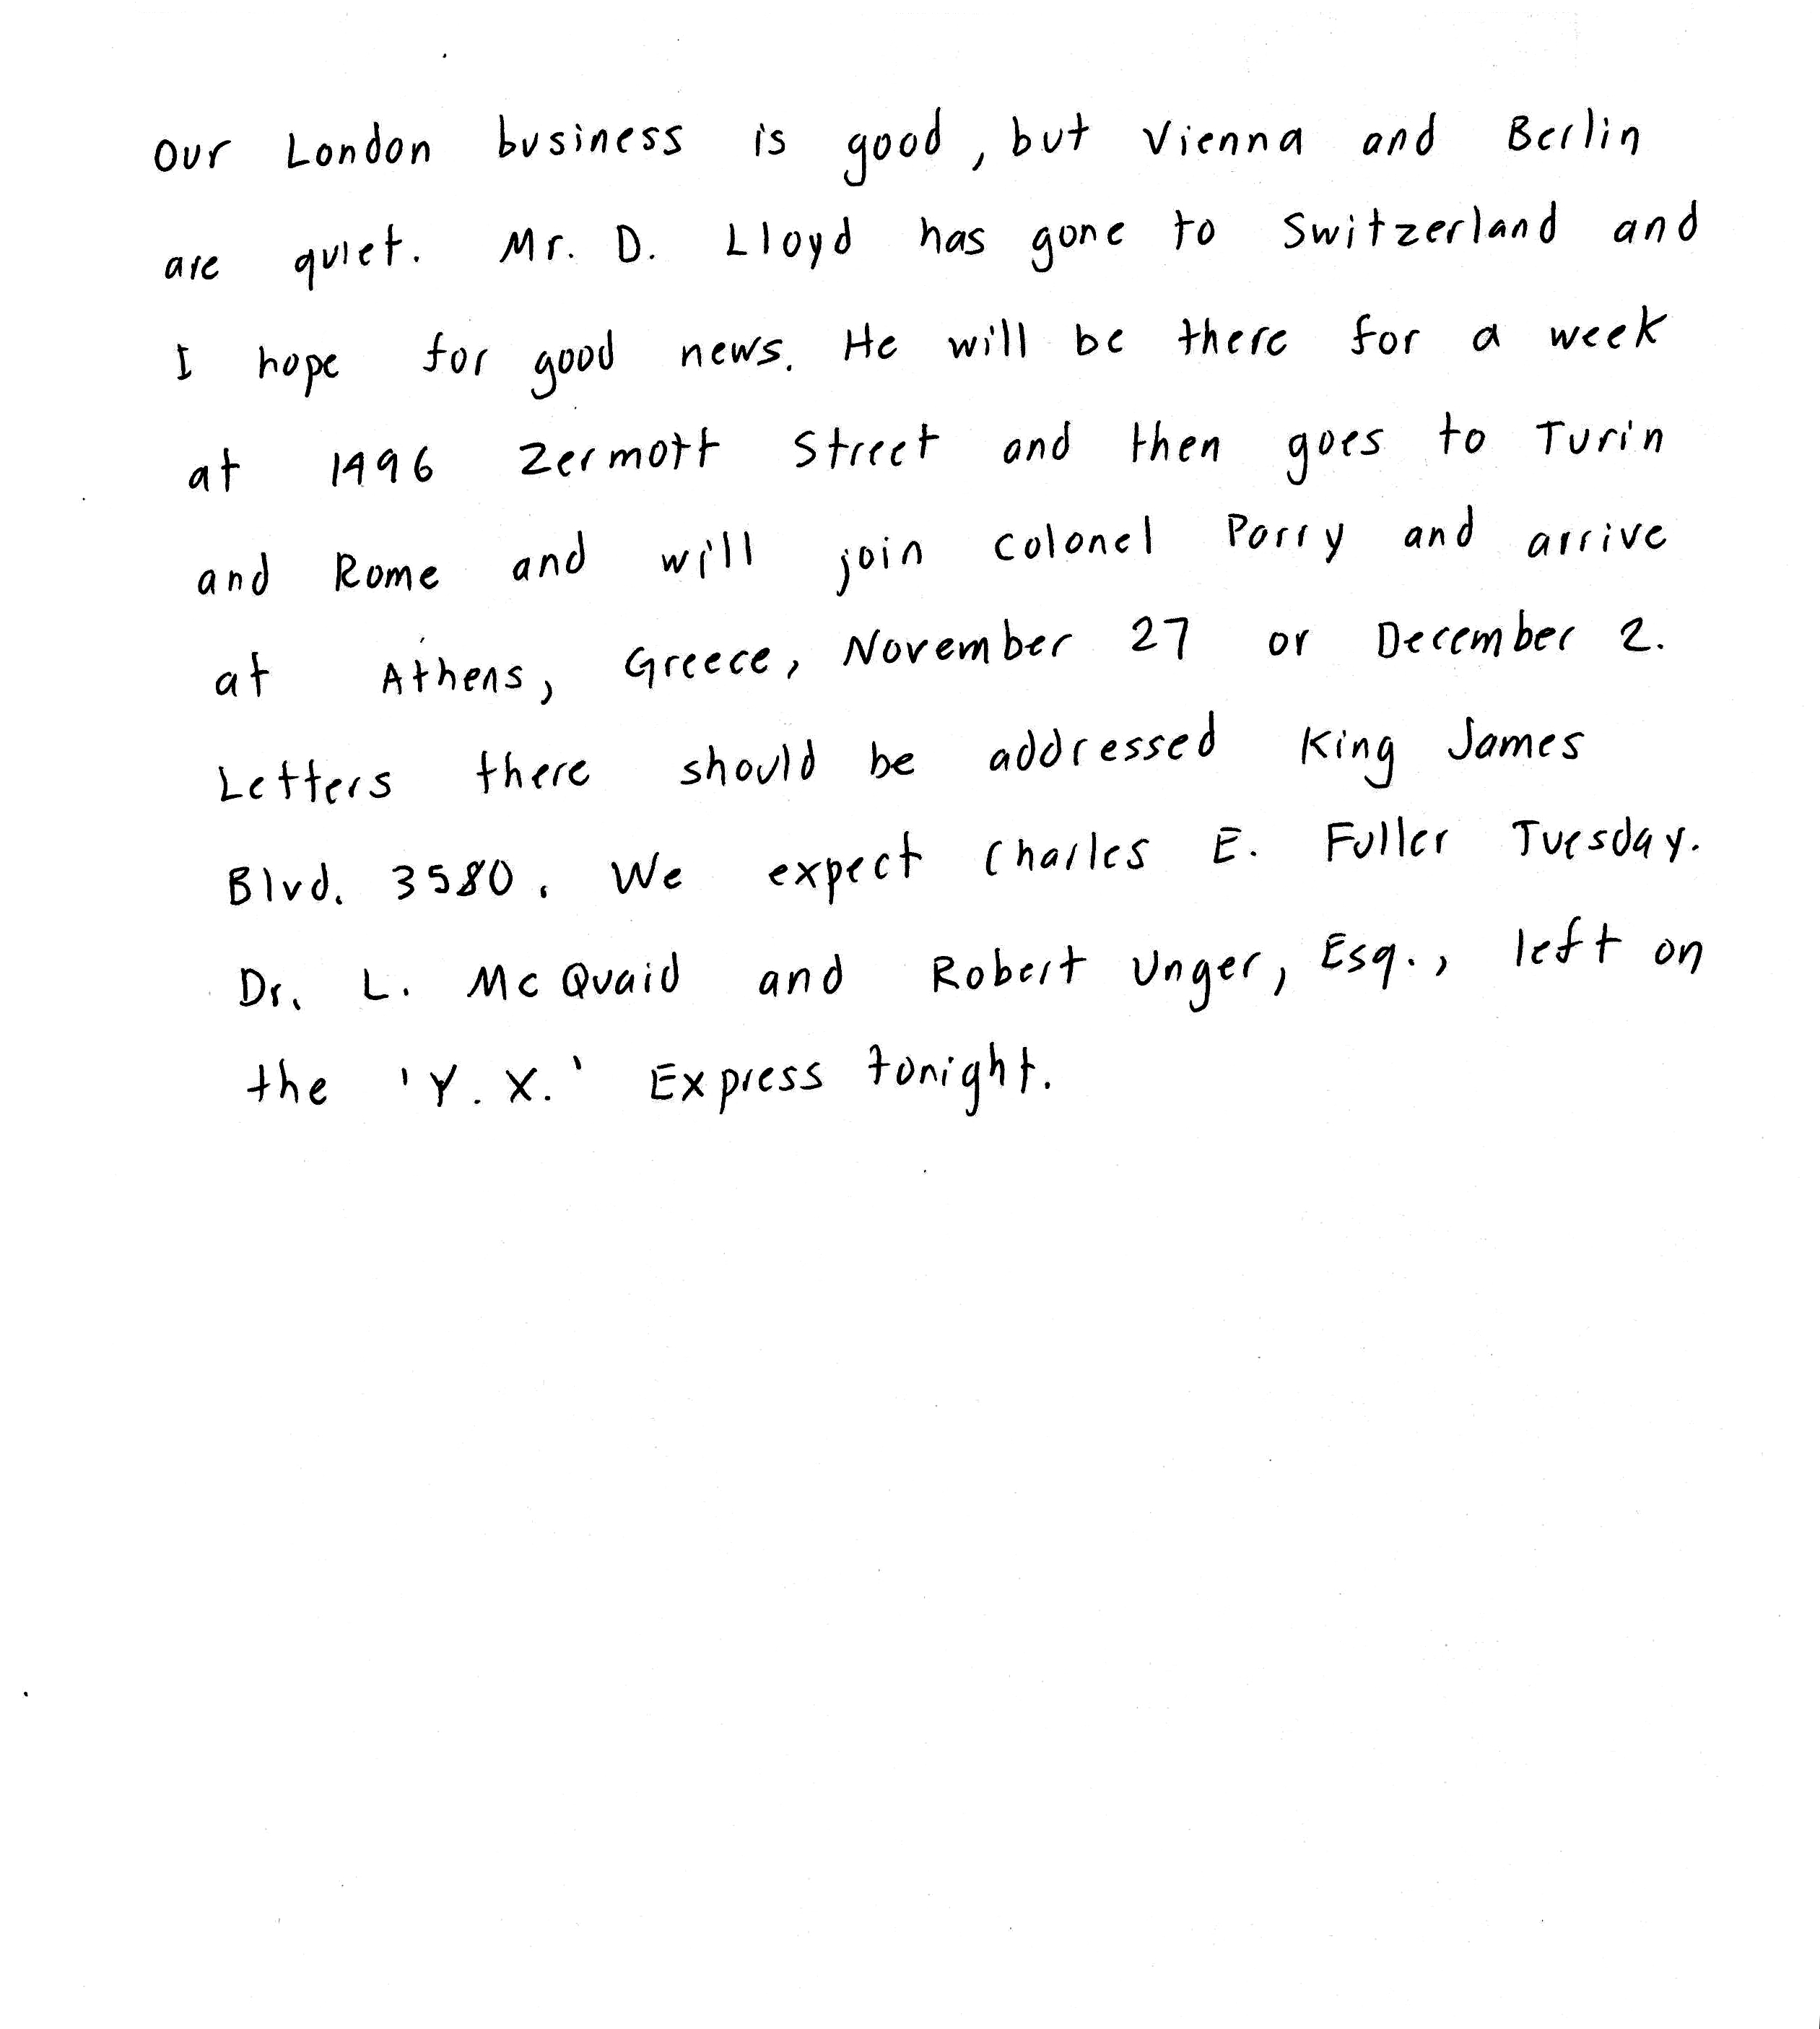 Our London business is good, but Vienna and Berlin
are quiet. Mr. D. Lloyd has gone to Switzerland and
I hope for good news. He will be there for a week
at 1496 Zermott Street and then goes to Turin
and Rome and will join Colonel Parry and arrive
at Athens, Greece, November 27 or December 2.
Letters there should be addressed King James
Blvd. 3580. We expect Charles E. Fuller Tuesday.
Dr. L. McQuaid and Robert Unger, Esq., left on
the 'Y. X.' Express tonight.